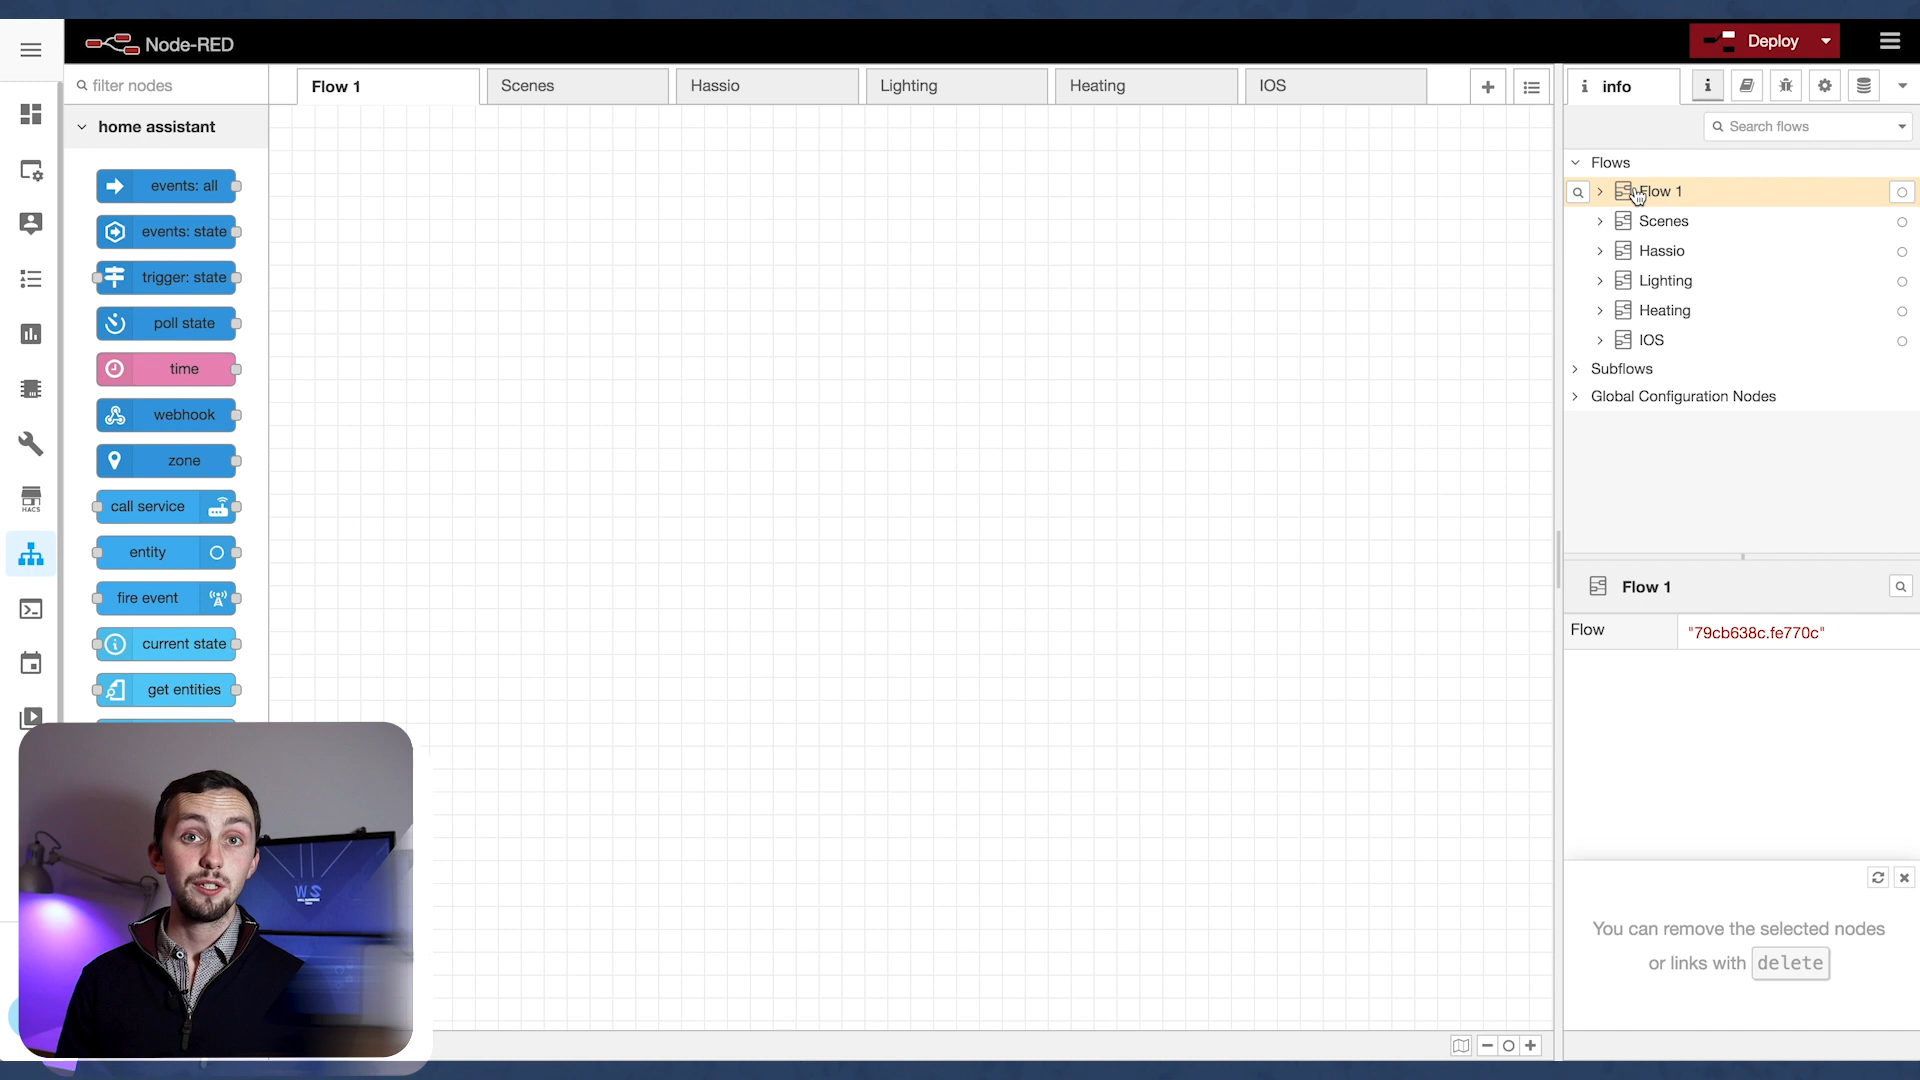 Node-RED
Deploy
filter nodes
Flow 1
Scenes
Hassio
Lighting
Heating
IOS
i info
Search flows
home assistant
events: all
events: state
trigger: state
poll state
time
webhook
zone
call service
entity
fire event
current state
get entities
HACS
Flows
Flow 1
Scenes
Hassio
Lighting
Heating
IOS
Subflows
Global Configuration Nodes
Flow 1
Flow "79cb638c.fe770c"
You can remove the selected nodes
or links with delete
WS